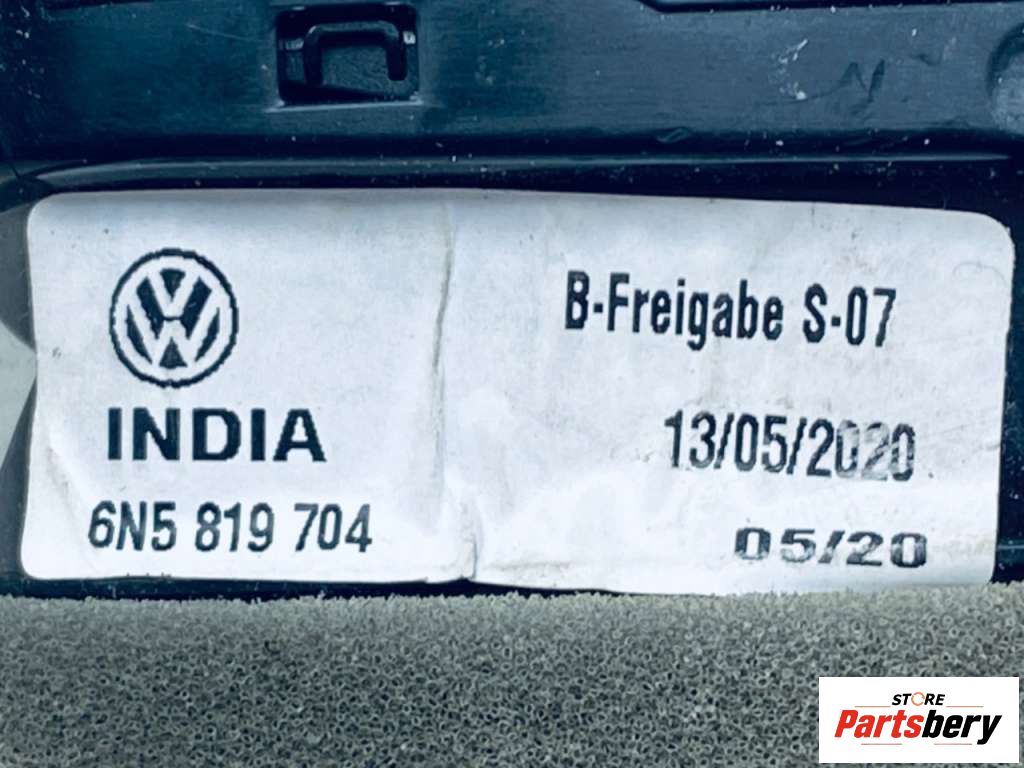 INDIA
6N5 819 704
B-Freigabe S-07
13/05/2020
05/20
STORE
Partsbery